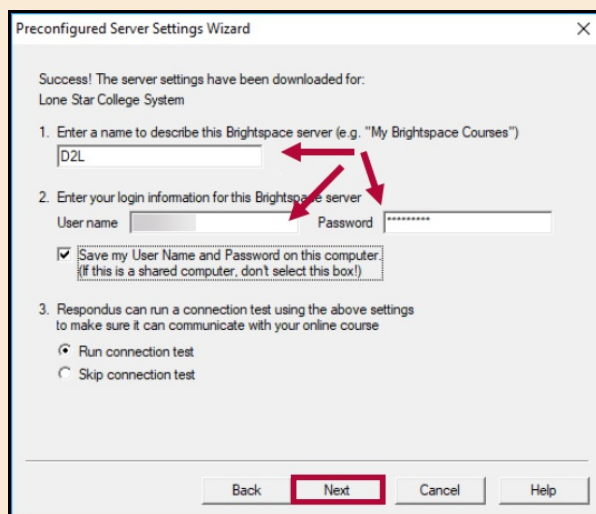 Preconfigured Server Settings Wizard
Success! The server settings have been downloaded for:
Lone Star College System
1. Enter a name to describe this Brightspace server (e.g. "My Brightspace Courses")
D2L
2. Enter your login information for this Brightspace server
User name Password *********
Save my User Name and Password on this computer.
(If this is a shared computer, don't select this box!)
3. Respondus can run a connection test using the above settings
to make sure it can communicate with your online course
Run connection test
Skip connection test
Back Next Cancel Help